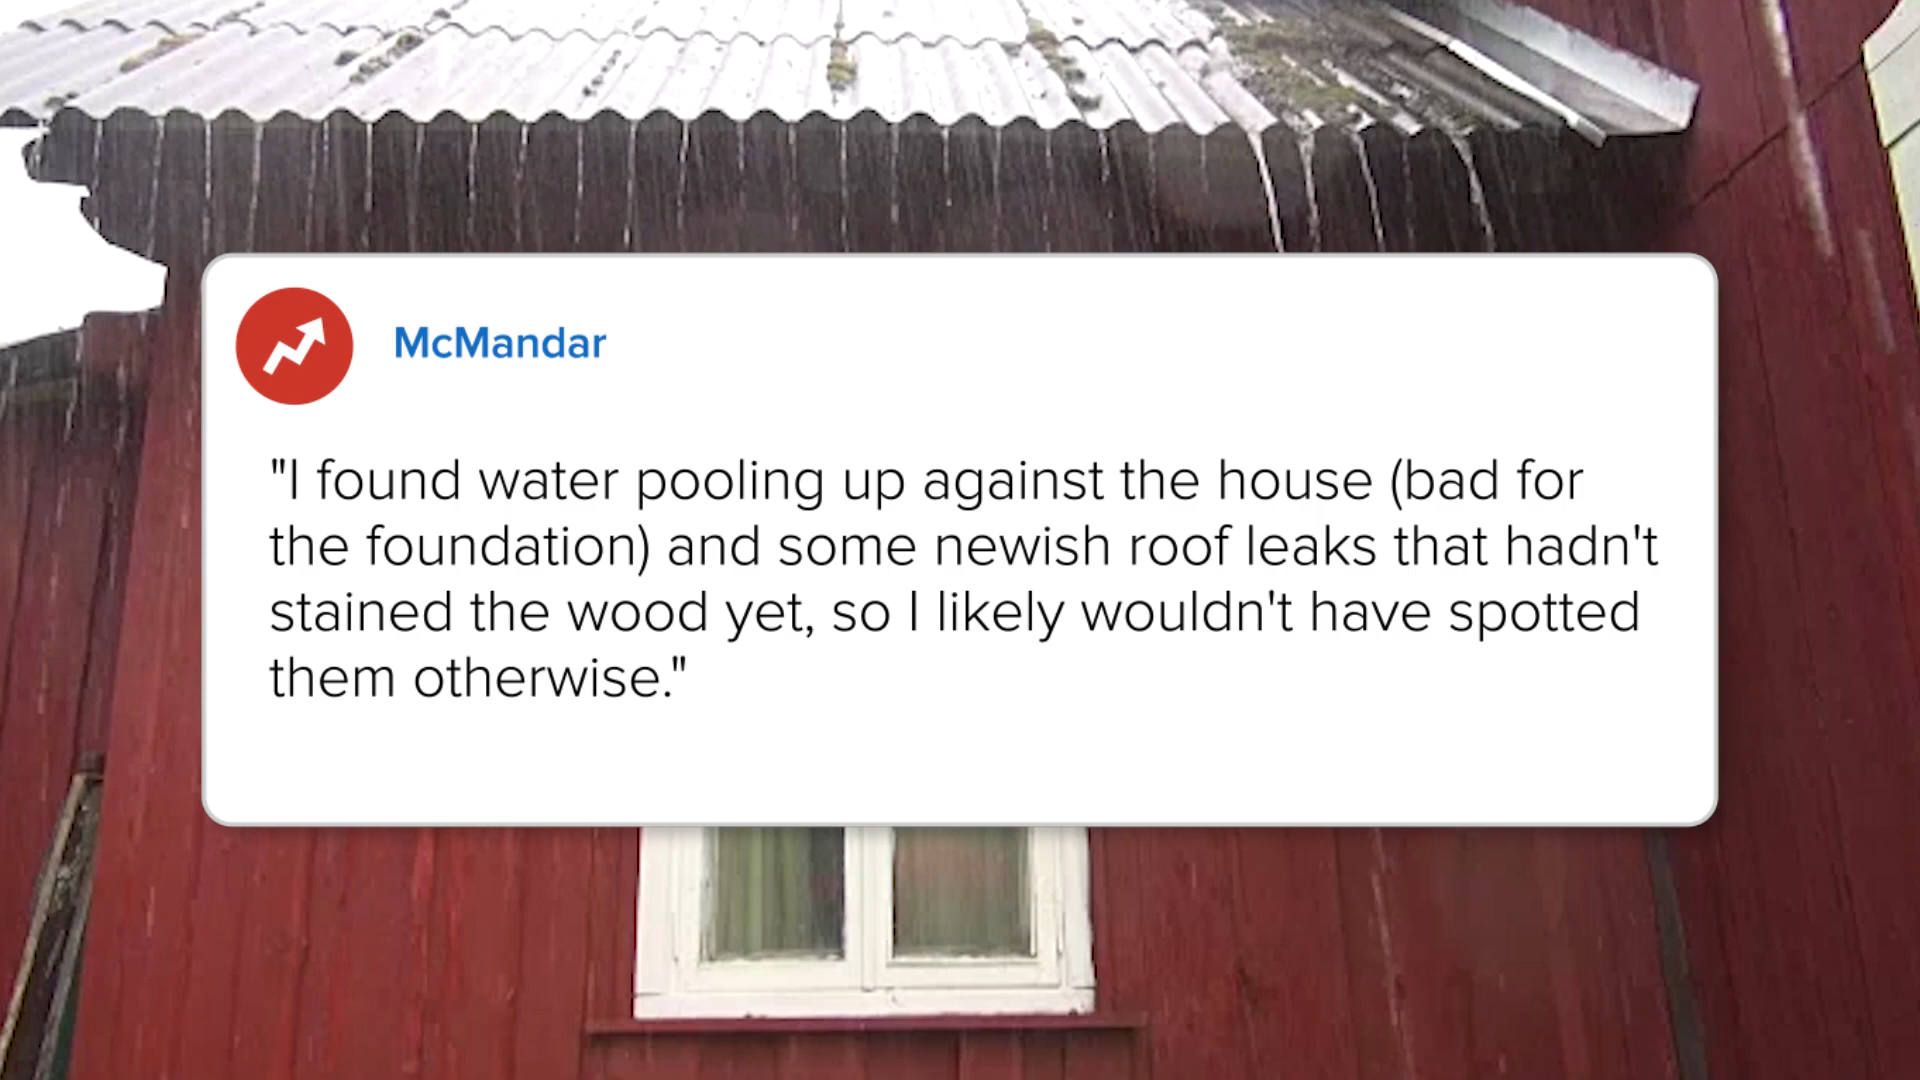 McMandar
"I found water pooling up against the house (bad for
the foundation) and some newish roof leaks that hadn't
stained the wood yet, so I likely wouldn't have spotted
them otherwise."